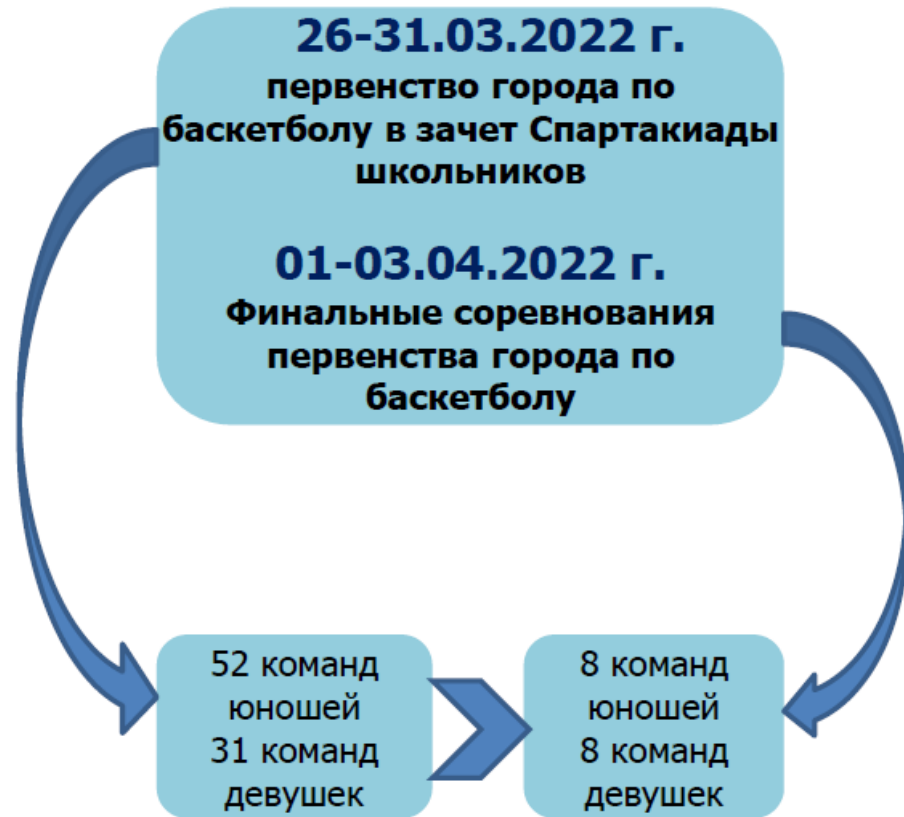 26-31.03.2022 г.
первенство города по
баскетболу в зачет Спартакиады
школьников
01-03.04.2022 г.
Финальные соревнования
первенства города по
баскетболу
52 команд
юношей
31 команд
девушек
8 команд
юношей
8 команд
девушек